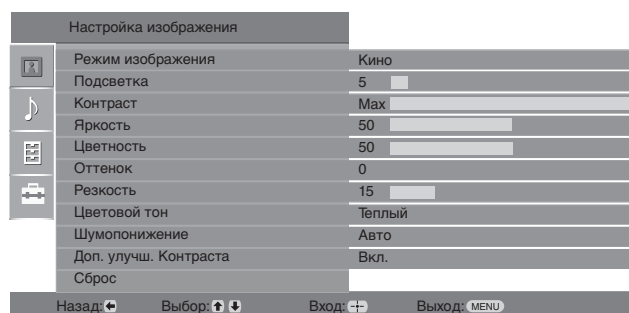 Настройка изображения
Режим изображения Кино
Подсветка 5
Контраст Max
Яркость 50
Цветность 50
Оттенок 0
Резкость 15
Цветовой тон Теплый
Шумопонижение Авто
Доп. улучш. Контраста Вкл.
Сброс
Назад: Выбор: Вход: Выход: MENU